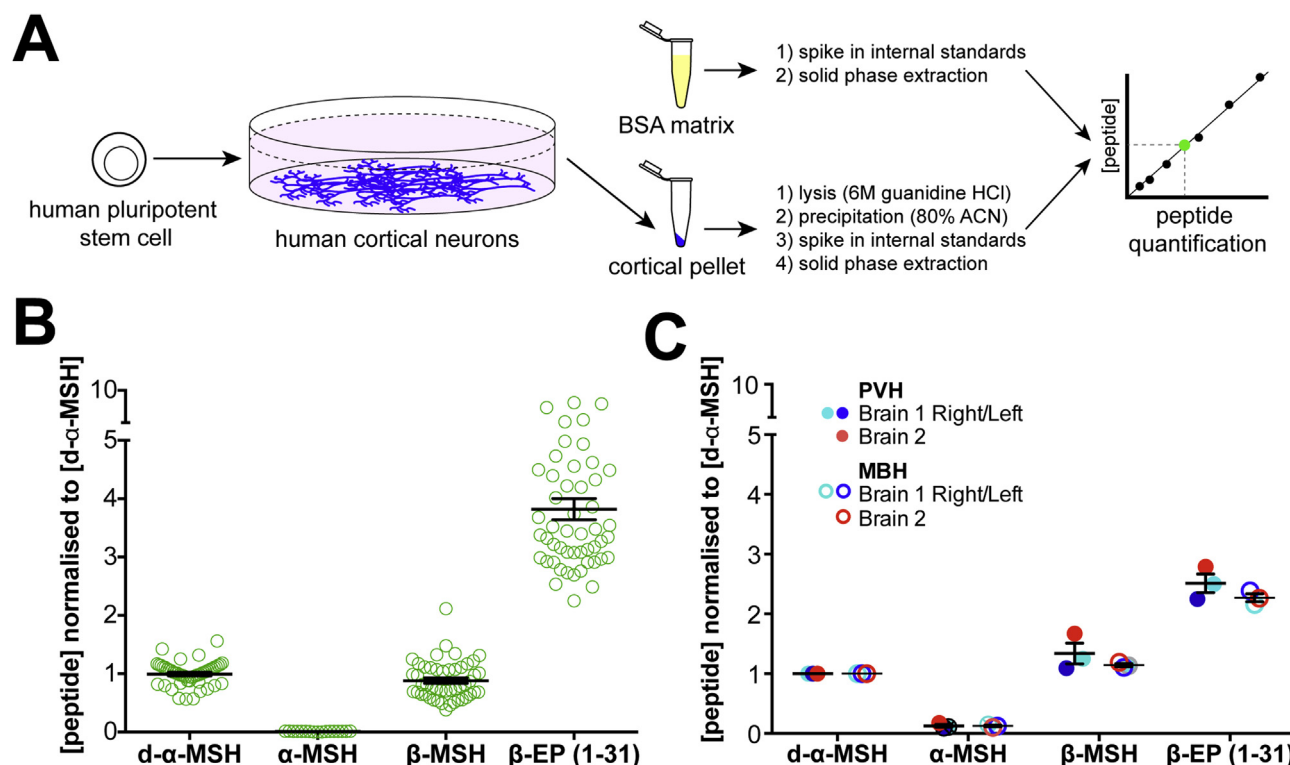 A
human pluripotent
stem cell
human cortical neurons
BSA matrix
1) spike in internal standards
2) solid phase extraction
cortical pellet
1) lysis (6M guanidine HCl)
2) precipitation (80% ACN)
3) spike in internal standards
4) solid phase extraction
[peptide]
peptide
quantification
B
[peptide] normalised to [d-α-MSH]
10
5
4
3
2
1
0
d-α-MSH
α-MSH
β-MSH
β-EP (1-31)
C
[peptide] normalised to [d-α-MSH]
10
5
4
3
2
1
0
PVH
Brain 1 Right/Left
Brain 2
MBH
Brain 1 Right/Left
Brain 2
d-α-MSH
α-MSH
β-MSH
β-EP (1-31)